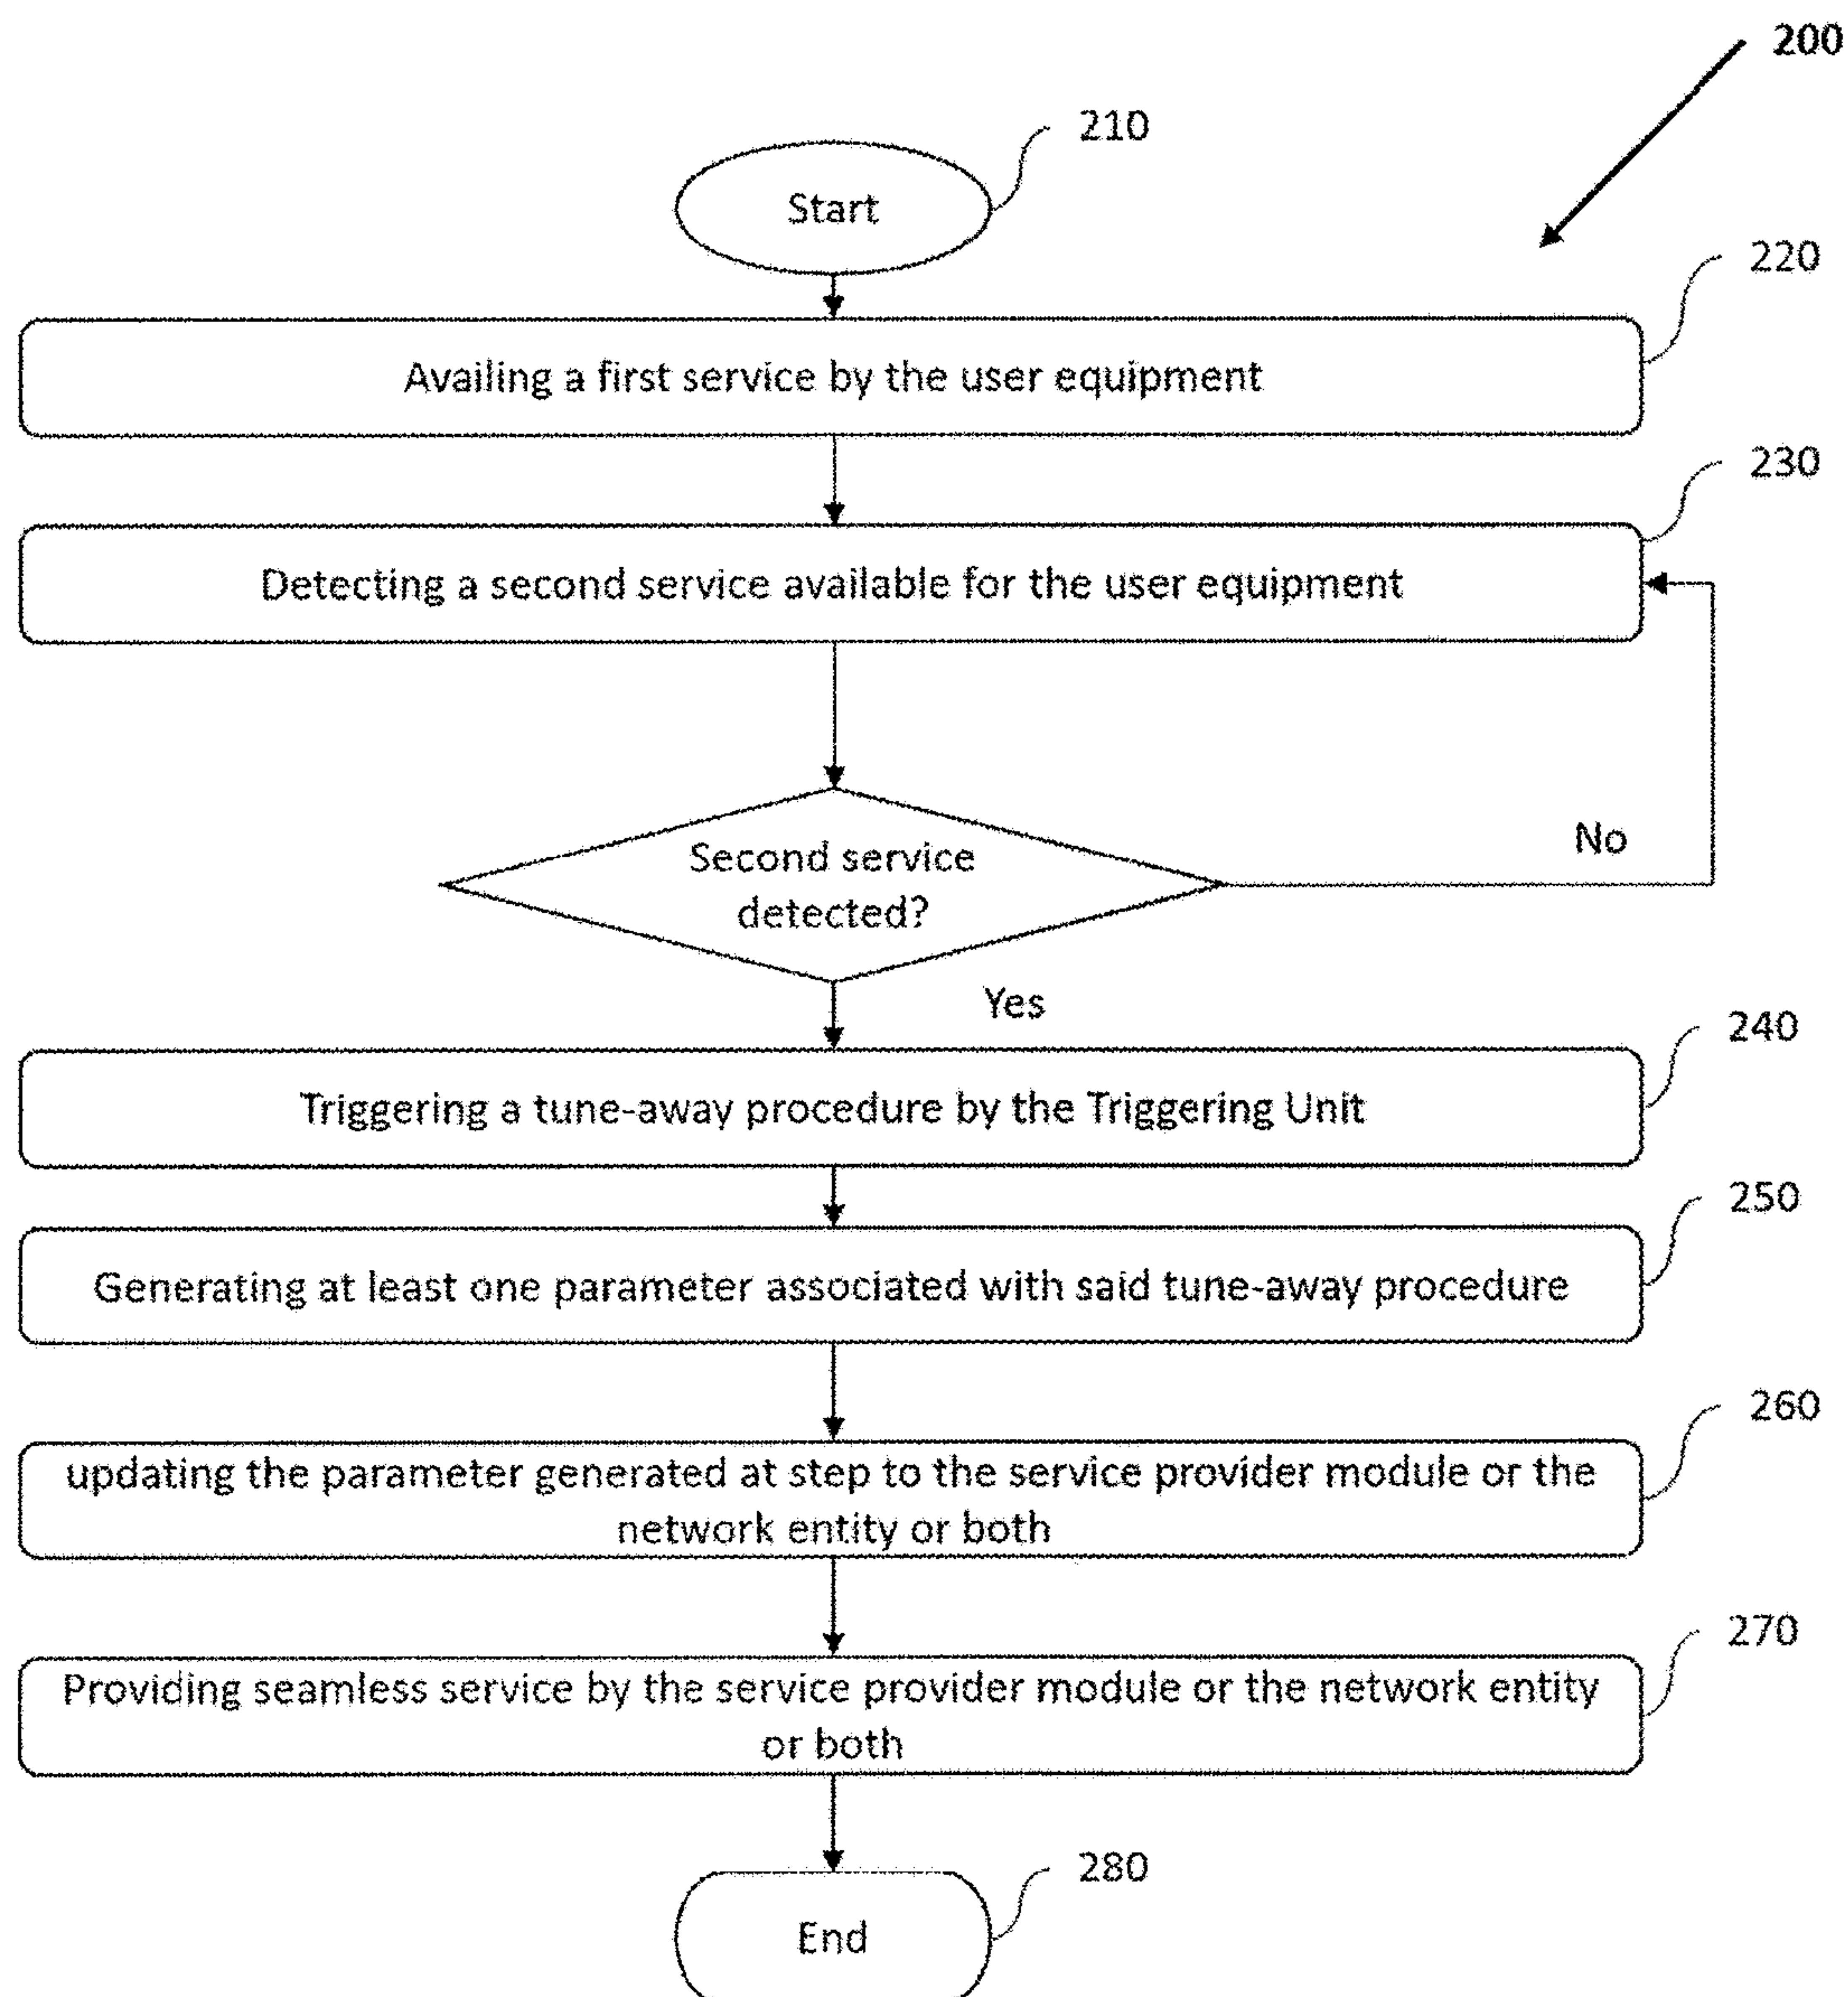 200
210
Start
220
Availing a first service by the user equipment
230
Detecting a second service available for the user equipment
Second service
detected?
No
Yes
240
Triggering a tune-away procedure by the Triggering Unit
250
Generating at least one parameter associated with said tune-away procedure
260
updating the parameter generated at step to the service provider module or the
network entity or both
270
Providing seamless service by the service provider module or the network entity
or both
280
End